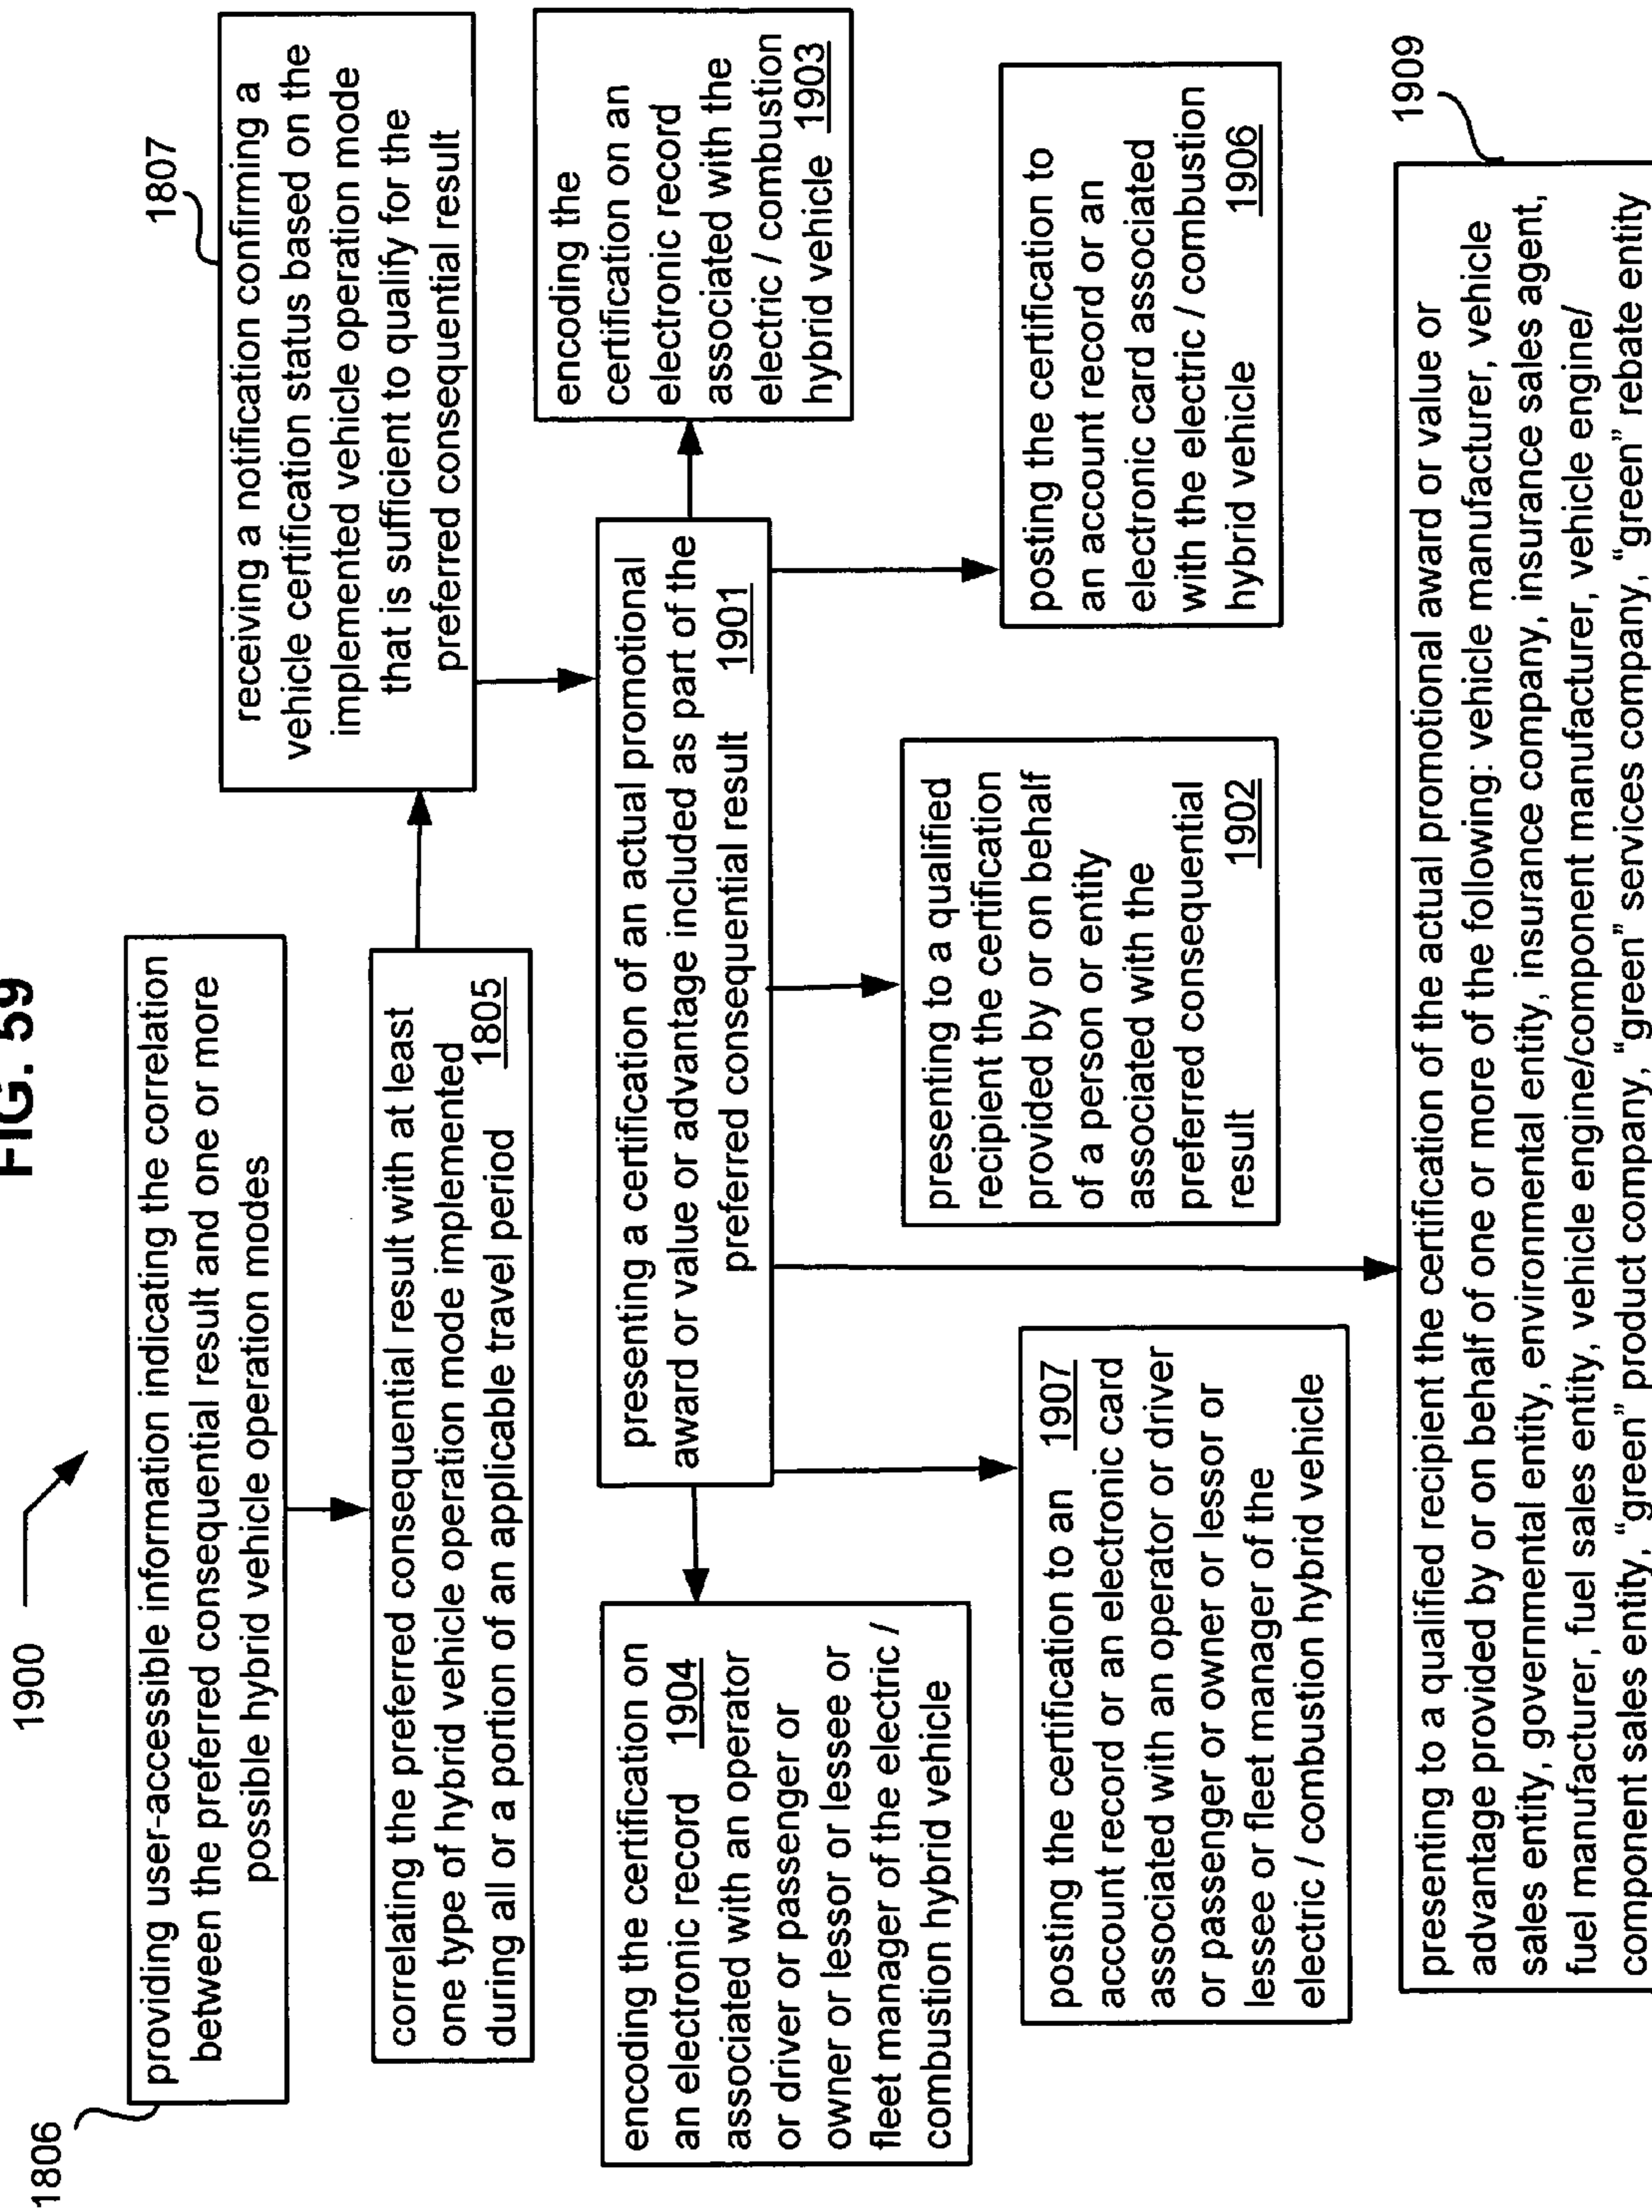 FIG. 59
1900
1806
providing user-accessible information indicating the correlation
between the preferred consequential result and one or more
possible hybrid vehicle operation modes
1807
receiving a notification confirming a
vehicle certification status based on the
implemented vehicle operation mode
that is sufficient to qualify for the
preferred consequential result
correlating the preferred consequential result with at least
one type of hybrid vehicle operation mode implemented
during all or a portion of an applicable travel period 1805
presenting a certification of an actual promotional
award or value or advantage included as part of the
preferred consequential result 1901
encoding the
certification on an
electronic record
associated with the
electric / combustion
hybrid vehicle 1903
encoding the certification on
an electronic record 1904
associated with an operator
or driver or passenger or
owner or lessor or lessee or
fleet manager of the electric /
combustion hybrid vehicle
presenting to a qualified
recipient the certification
provided by or on behalf
of a person or entity
associated with the
preferred consequential
result 1902
posting the certification to
an account record or an
electronic card associated
with the electric / combustion
hybrid vehicle 1906
posting the certification to an 1907
account record or an electronic card
associated with an operator or driver
or passenger or owner or lessor or
lessee or fleet manager of the
electric / combustion hybrid vehicle
1909
presenting to a qualified recipient the certification of the actual promotional award or value or
advantage provided by or on behalf of one or more of the following: vehicle manufacturer, vehicle
sales entity, governmental entity, environmental entity, insurance company, insurance sales agent,
fuel manufacturer, fuel sales entity, vehicle engine/component manufacturer, vehicle engine/
component sales entity, "green" product company, "green" services company, "green" rebate entity